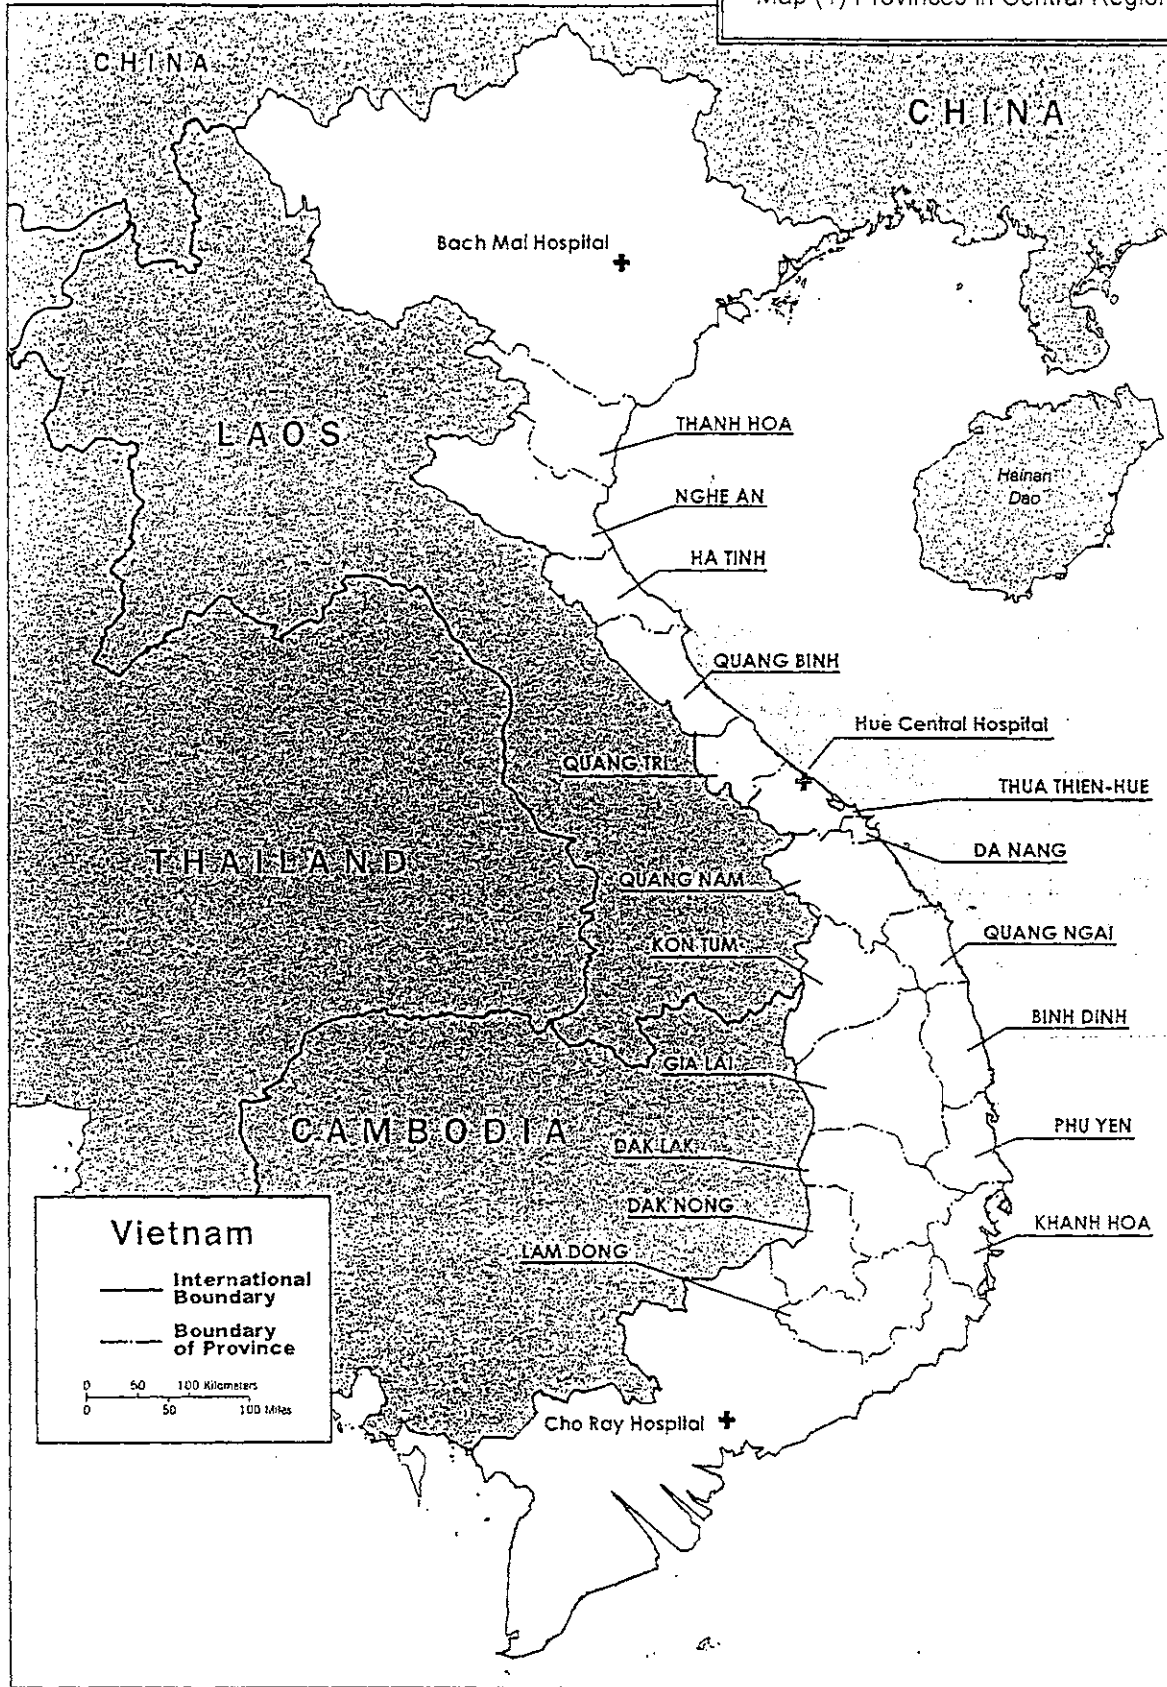 Map (1) Provinces in Central Region
CHINA
CHINA
Bach Mai Hospital
LAOS
THANH HOA
Hainan
Dao
NGHE AN
HA TINH
QUANG BINH
Hue Central Hospital
QUANG TRI
THUA THIEN-HUE
DA NANG
THAILAND
QUANG NAM
KON TUM
QUANG NGAI
BINH DINH
GIA LAI
CAMBODIA
PHU YEN
DAK LAK
DAK NONG
KHANH HOA
LAM DONG
Vietnam
International
Boundary
Boundary
of Province
0 50 100 Kilometers
0 50 100 Miles
Cho Ray Hospital